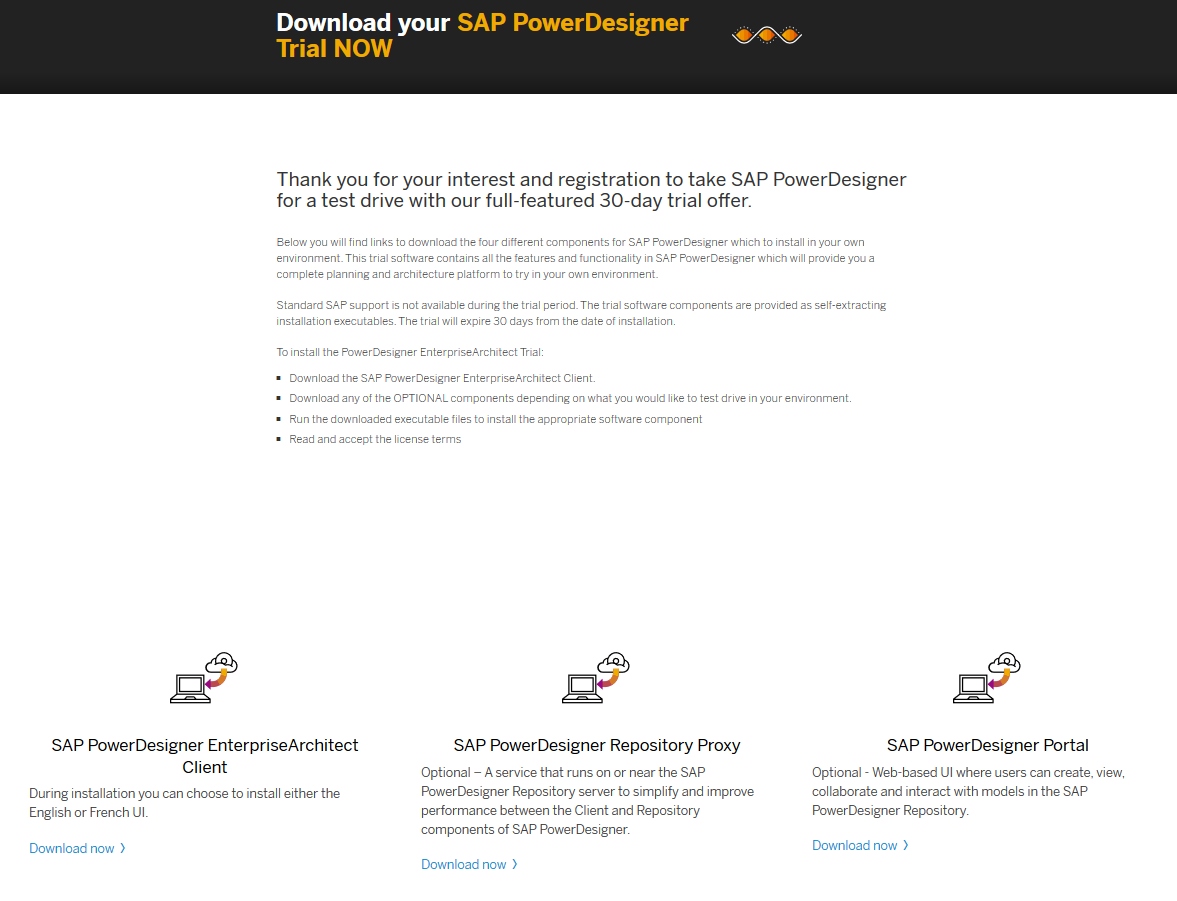 Download your SAP PowerDesigner
Trial NOW
Thank you for your interest and registration to take SAP PowerDesigner
for a test drive with our full-featured 30-day trial offer.
Below you will find links to download the four different components for SAP PowerDesigner which to install in your own
environment. This trial software contains all the features and functionality in SAP PowerDesigner which will provide you a
complete planning and architecture platform to try in your own environment.
Standard SAP support is not available during the trial period. The trial software components are provided as self-extracting
installation executables. The trial will expire 30 days from the date of installation.
To install the PowerDesigner EnterpriseArchitect Trial:
Download the SAP PowerDesigner EnterpriseArchitect Client.
Download any of the OPTIONAL components depending on what you would like to test drive in your environment.
Run the downloaded executable files to install the appropriate software component
Read and accept the license terms
SAP PowerDesigner EnterpriseArchitect
Client
During installation you can choose to install either the
English or French UI.
Download now
SAP PowerDesigner Repository Proxy
Optional – A service that runs on or near the SAP
PowerDesigner Repository server to simplify and improve
performance between the Client and Repository
components of SAP PowerDesigner.
Download now
SAP PowerDesigner Portal
Optional - Web-based UI where users can create, view,
collaborate and interact with models in the SAP
PowerDesigner Repository.
Download now